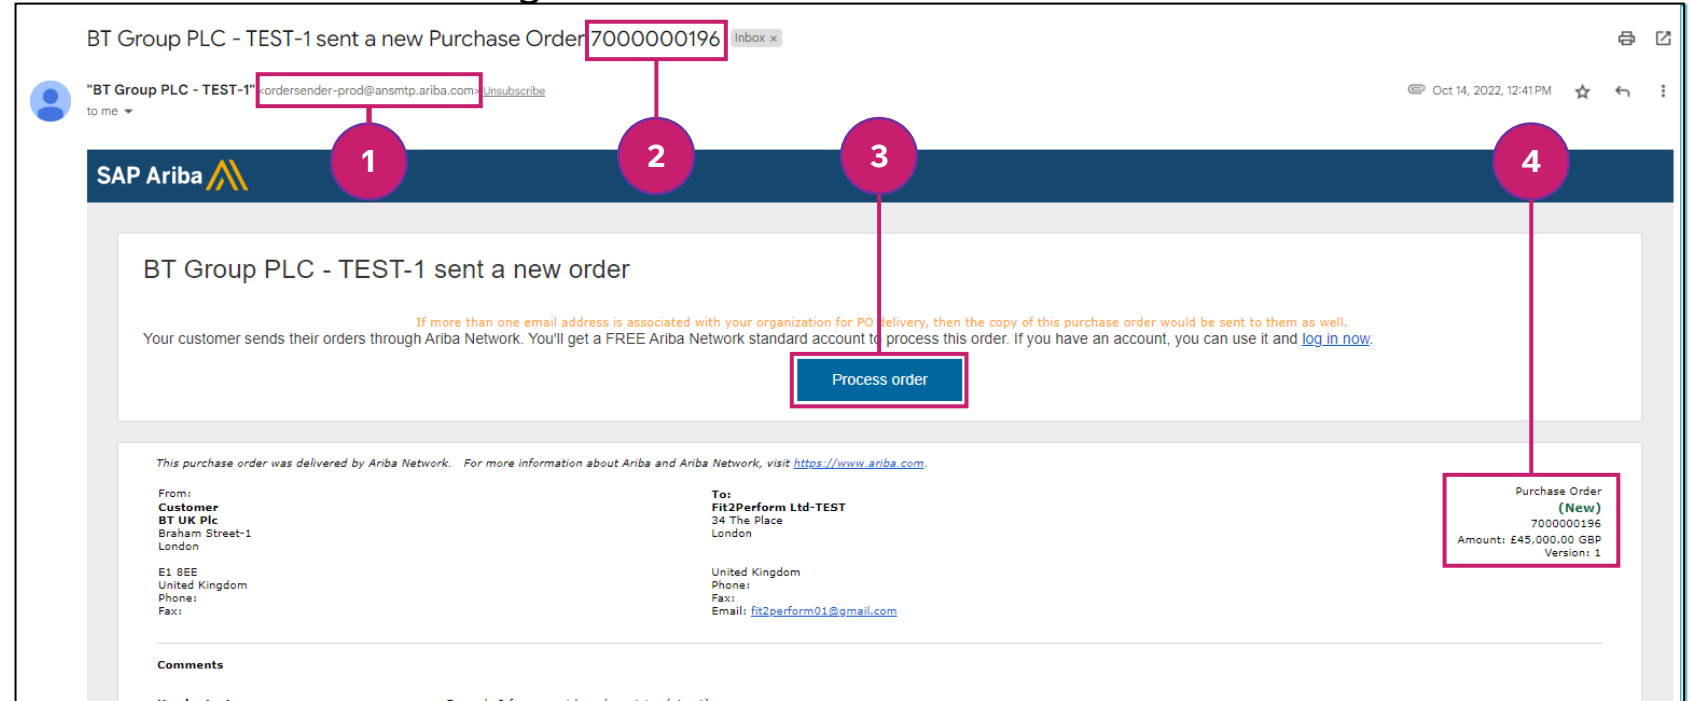 BT Group PLC - TEST-1 sent a new Purchase Order 7000000196 Inbox x
"BT Group PLC - TEST-1" <ordersender-prod@ansmtp.ariba.com> Unsubscribe
Oct 14, 2022, 12:41 PM
to me
1
2
3
4
SAP Ariba
BT Group PLC - TEST-1 sent a new order
If more than one email address is associated with your organization for PO delivery, then the copy of this purchase order would be sent to them as well.
Your customer sends their orders through Ariba Network. You'll get a FREE Ariba Network standard account to process this order. If you have an account, you can use it and log in now.
Process order
This purchase order was delivered by Ariba Network. For more information about Ariba and Ariba Network, visit https://www.ariba.com.
From:
Customer
BT UK Plc
Braham Street-1
London
E1 8EE
United Kingdom
Phone:
Fax:
To:
Fit2Perform Ltd-TEST
34 The Place
London
United Kingdom
Phone:
Fax:
Email: fit2perform01@gmail.com
Purchase Order
(New)
7000000196
Amount: £45,000.00 GBP
Version: 1
Comments